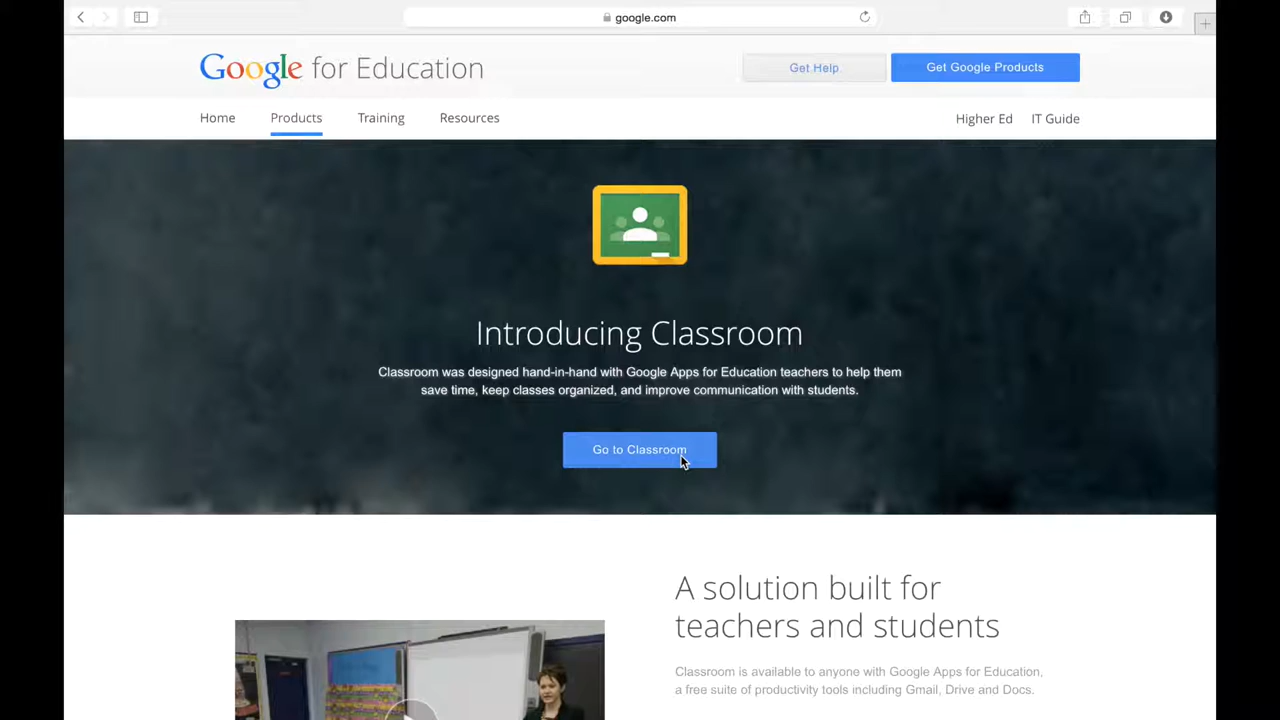 google.com
Google for Education
Get Help
Get Google Products
Home Products Training Resources
Higher Ed IT Guide
Introducing Classroom
Classroom was designed hand-in-hand with Google Apps for Education teachers to help them
save time, keep classes organized, and improve communication with students.
Go to Classroom
A solution built for
teachers and students
Classroom is available to anyone with Google Apps for Education,
a free suite of productivity tools including Gmail, Drive and Docs.